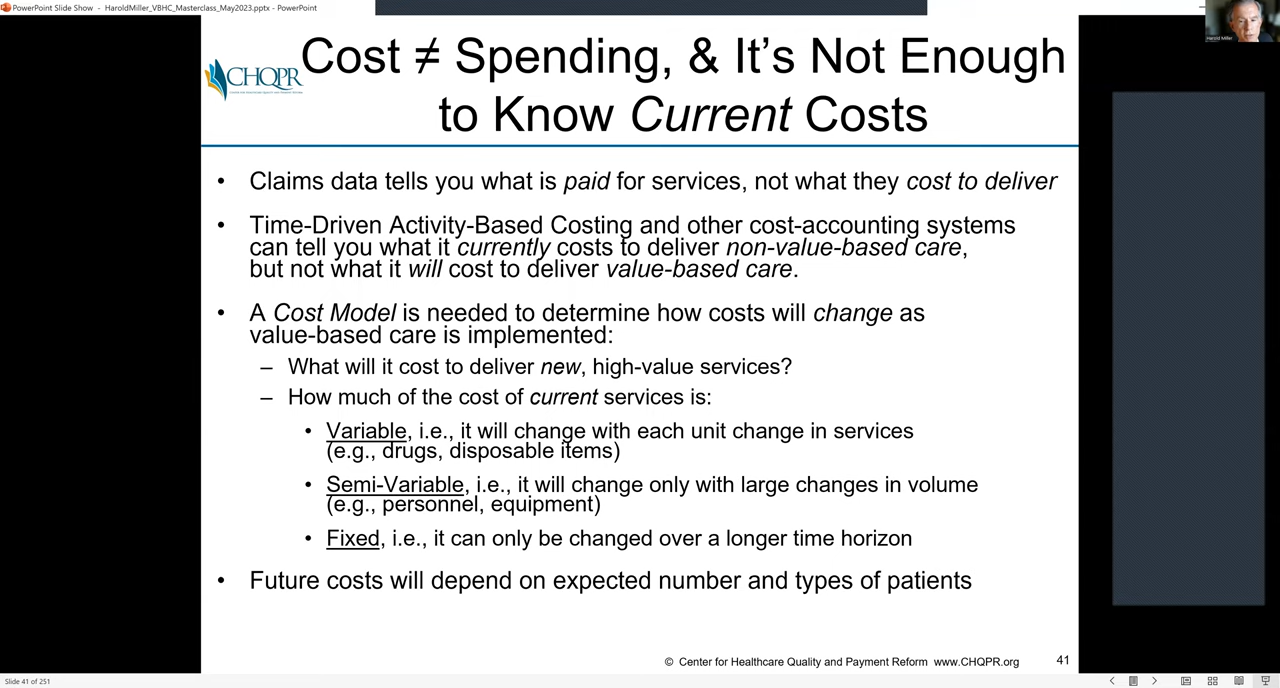 PowerPoint Slide Show - HaroldMiller_VBHC_Masterclass_May2023.pptx - PowerPoint
Harold Miller
CHQPR
Cost ≠ Spending, & It's Not Enough
to Know Current Costs
• Claims data tells you what is paid for services, not what they cost to deliver
• Time-Driven Activity-Based Costing and other cost-accounting systems
can tell you what it currently costs to deliver non-value-based care,
but not what it will cost to deliver value-based care.
• A Cost Model is needed to determine how costs will change as
value-based care is implemented:
– What will it cost to deliver new, high-value services?
– How much of the cost of current services is:
• Variable, i.e., it will change with each unit change in services
(e.g., drugs, disposable items)
• Semi-Variable, i.e., it will change only with large changes in volume
(e.g., personnel, equipment)
• Fixed, i.e., it can only be changed over a longer time horizon
• Future costs will depend on expected number and types of patients
© Center for Healthcare Quality and Payment Reform www.CHQPR.org
41
Slide 41 of 251